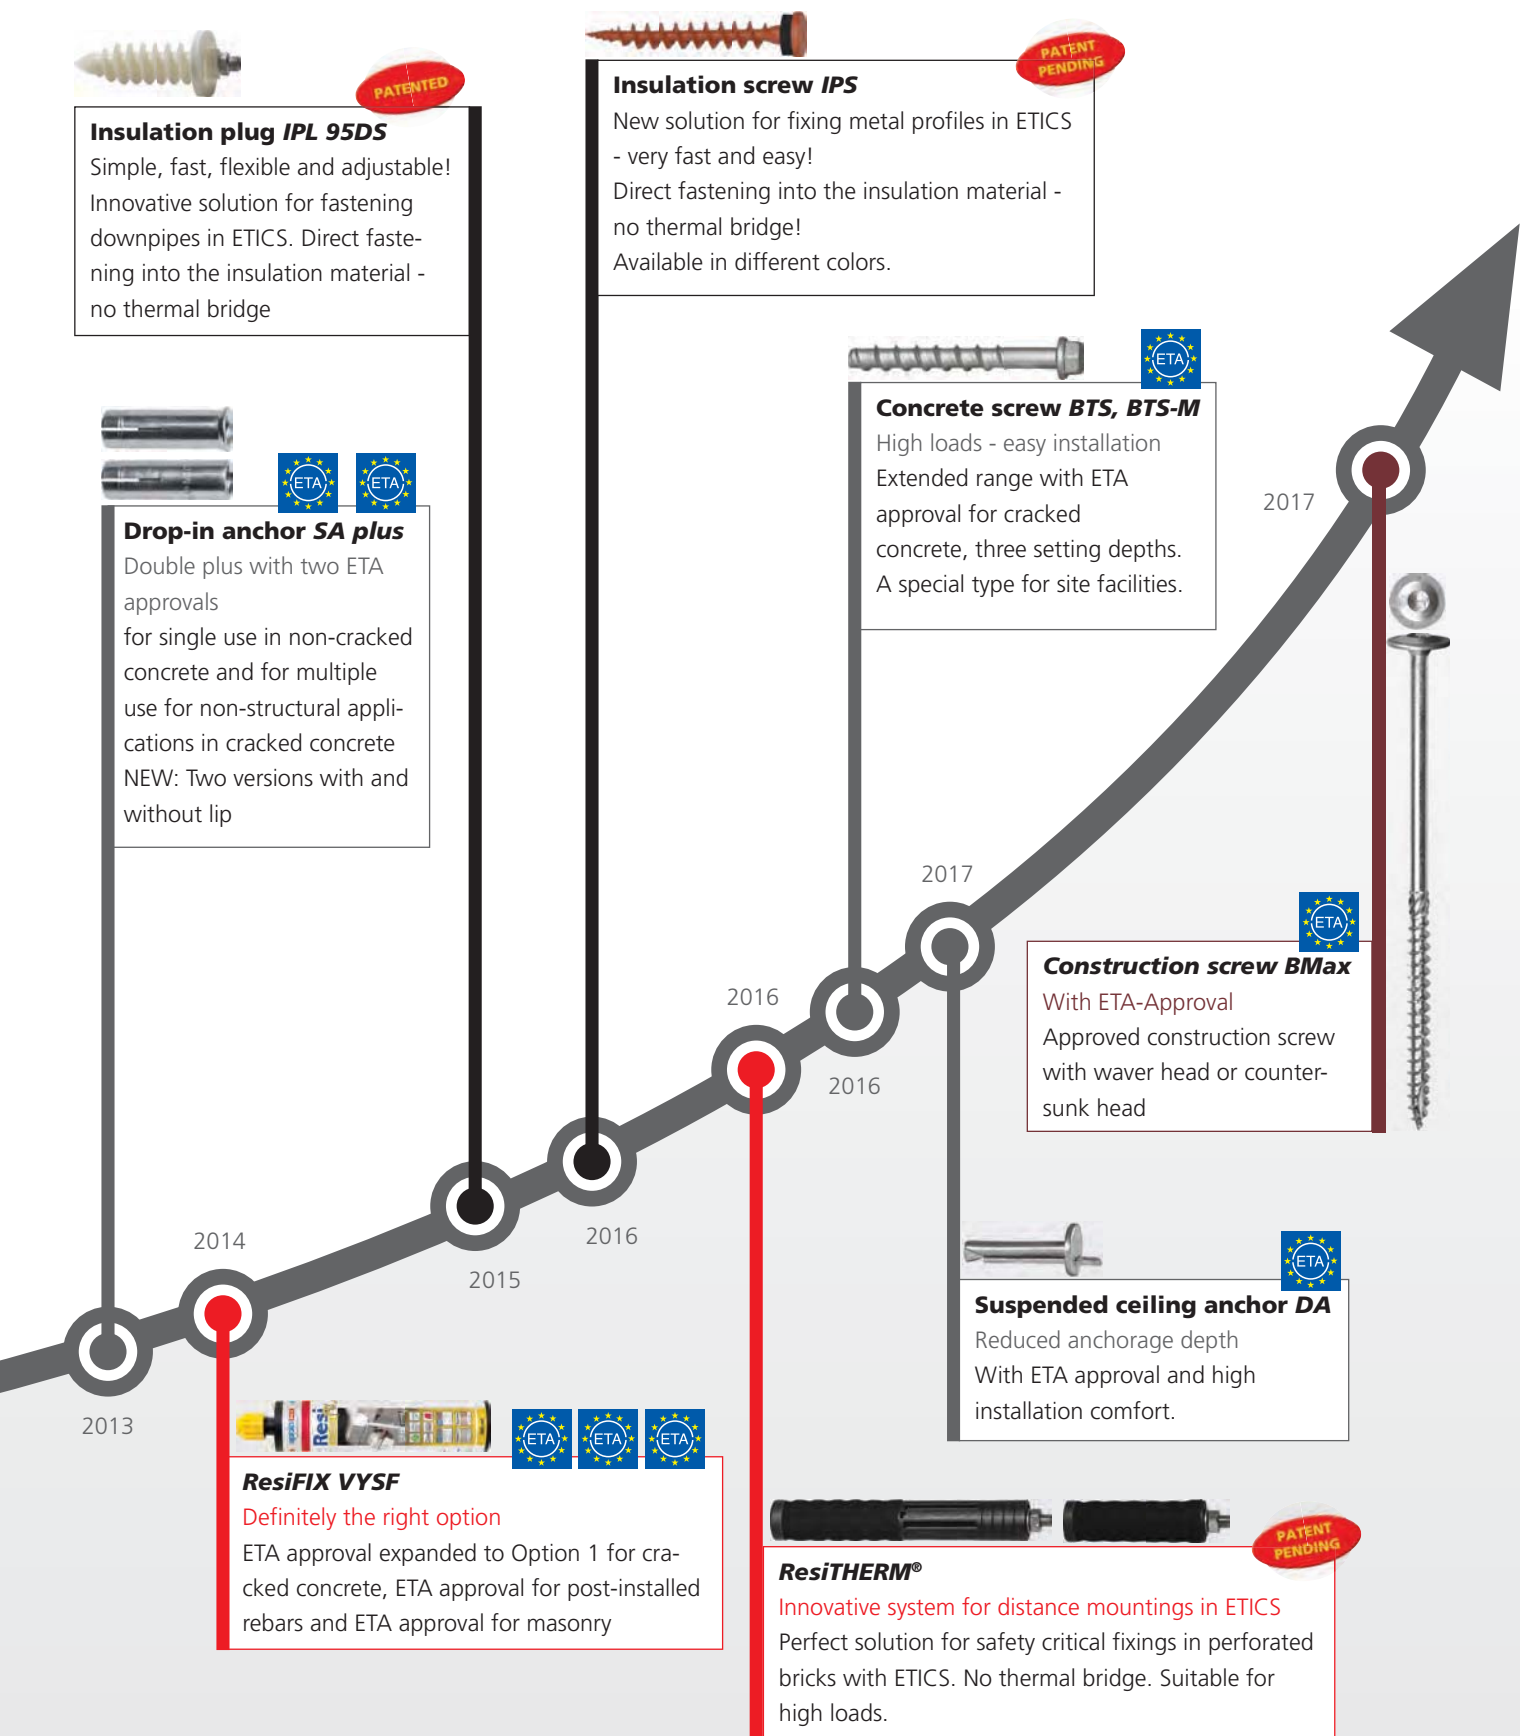 PATENTED
Insulation plug IPL 95DS
Simple, fast, flexible and adjustable!
Innovative solution for fastening
downpipes in ETICS. Direct faste-
ning into the insulation material -
no thermal bridge
PATENT
PENDING
Insulation screw IPS
New solution for fixing metal profiles in ETICS
- very fast and easy!
Direct fastening into the insulation material -
no thermal bridge!
Available in different colors.
ETA
Concrete screw BTS, BTS-M
High loads - easy installation
Extended range with ETA
approval for cracked
concrete, three setting depths.
A special type for site facilities.
ETA ETA
Drop-in anchor SA plus
Double plus with two ETA
approvals
for single use in non-cracked
concrete and for multiple
use for non-structural appli-
cations in cracked concrete
NEW: Two versions with and
without lip
2017
2017
ETA
Construction screw BMax
With ETA-Approval
Approved construction screw
with waver head or counter-
sunk head
2016
2016
2016
2015
2014
2013
ETA
Suspended ceiling anchor DA
Reduced anchorage depth
With ETA approval and high
installation comfort.
Resi
ETA ETA ETA
ResiFIX VYSF
Definitely the right option
ETA approval expanded to Option 1 for cra-
cked concrete, ETA approval for post-installed
rebars and ETA approval for masonry
PATENT
PENDING
ResiTHERM®
Innovative system for distance mountings in ETICS
Perfect solution for safety critical fixings in perforated
bricks with ETICS. No thermal bridge. Suitable for
high loads.